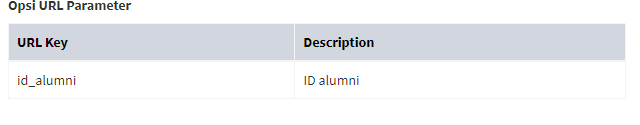 Opsi URL Parameter
URL Key Description
id_alumni ID alumni